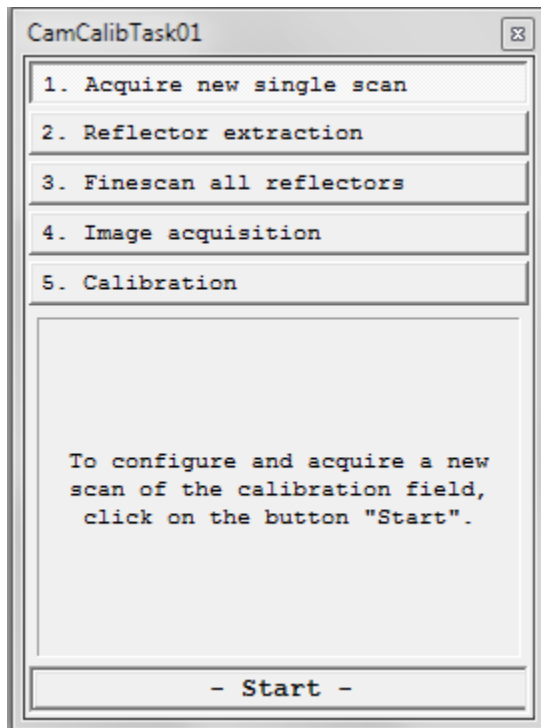 CamCalibTask01
1. Acquire new single scan
2. Reflector extraction
3. Finescan all reflectors
4. Image acquisition
5. Calibration
To configure and acquire a new
scan of the calibration field,
click on the button "Start".
- Start -